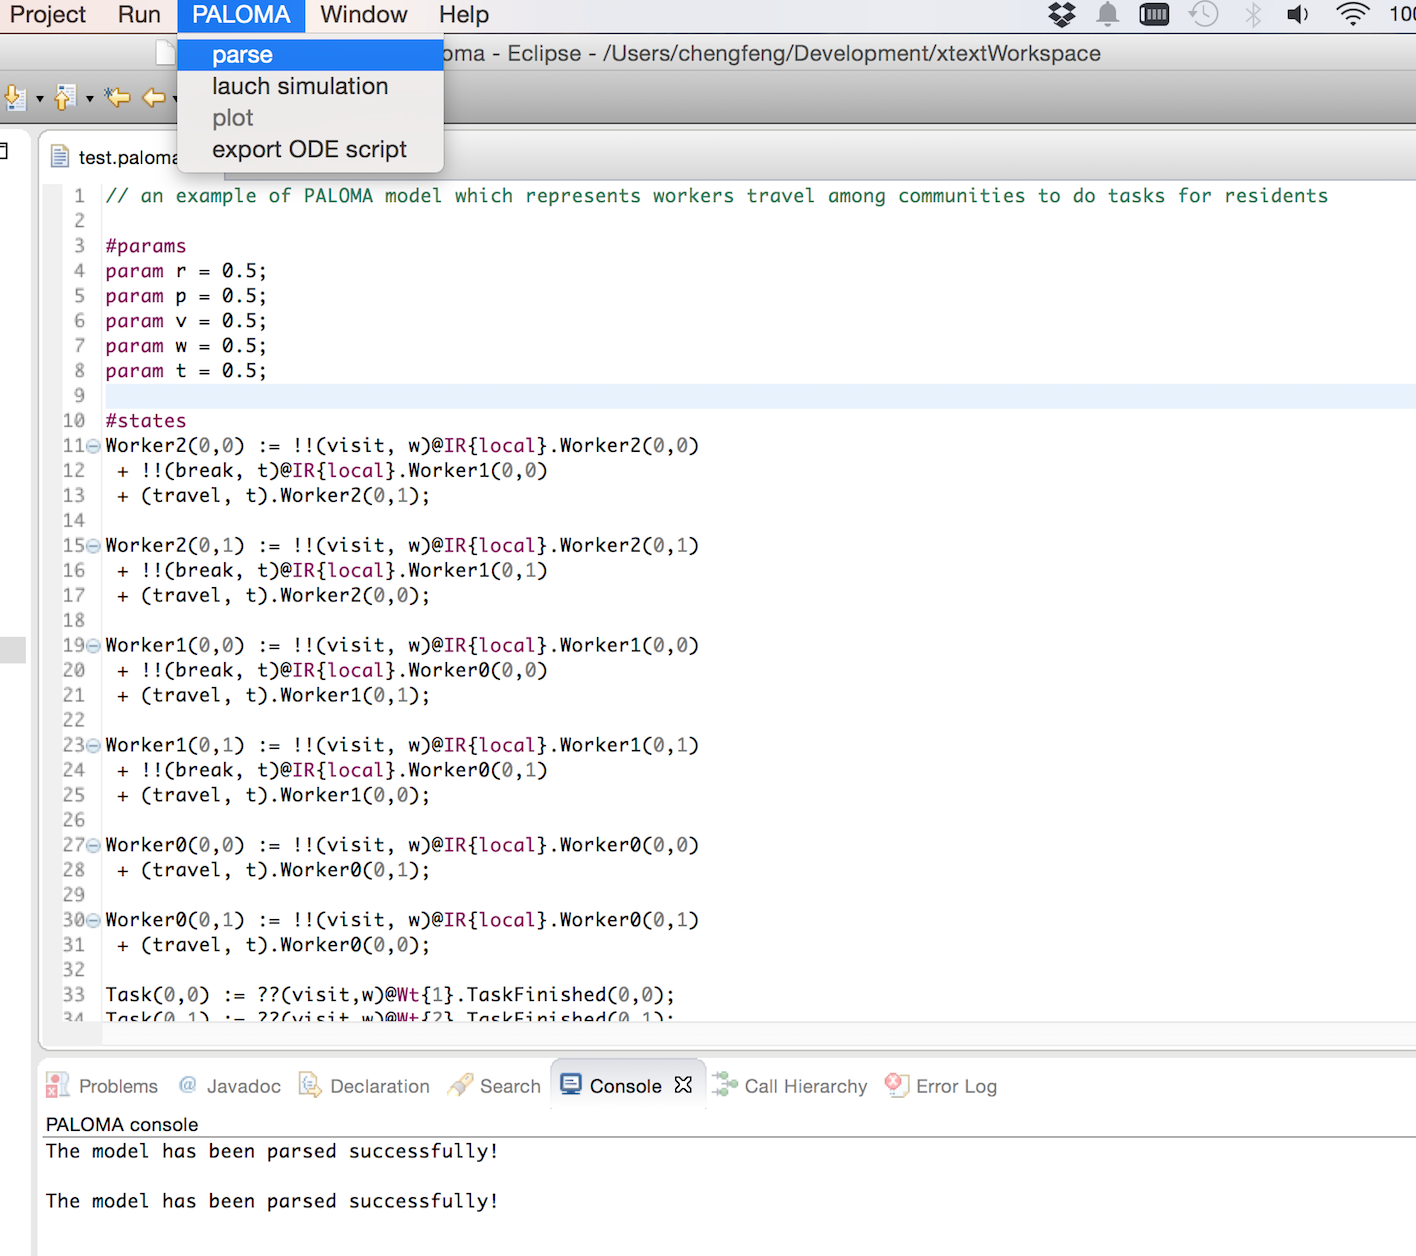 Project Run PALOMA Window Help 100
parse
oma - Eclipse - /Users/chengfeng/Development/xtextWorkspace
lauch simulation
plot
export ODE script
test.paloma
1 // an example of PALOMA model which represents workers travel among communities to do tasks for residents
2
3 #params
4 param r = 0.5;
5 param p = 0.5;
6 param v = 0.5;
7 param w = 0.5;
8 param t = 0.5;
9
10 #states
11 Worker2(0,0) := !!(visit, w)@IR{local}.Worker2(0,0)
12 + !!(break, t)@IR{local}.Worker1(0,0)
13 + (travel, t).Worker2(0,1);
14
15 Worker2(0,1) := !!(visit, w)@IR{local}.Worker2(0,1)
16 + !!(break, t)@IR{local}.Worker1(0,1)
17 + (travel, t).Worker2(0,0);
18
19 Worker1(0,0) := !!(visit, w)@IR{local}.Worker1(0,0)
20 + !!(break, t)@IR{local}.Worker0(0,0)
21 + (travel, t).Worker1(0,1);
22
23 Worker1(0,1) := !!(visit, w)@IR{local}.Worker1(0,1)
24 + !!(break, t)@IR{local}.Worker0(0,1)
25 + (travel, t).Worker1(0,0);
26
27 Worker0(0,0) := !!(visit, w)@IR{local}.Worker0(0,0)
28 + (travel, t).Worker0(0,1);
29
30 Worker0(0,1) := !!(visit, w)@IR{local}.Worker0(0,1)
31 + (travel, t).Worker0(0,0);
32
33 Task(0,0) := ??(visit,w)@Wt{1}.TaskFinished(0,0);
34 Task(0,1) := ??(visit,w)@Wt{2}.TaskFinished(0,1);
Problems @ Javadoc Declaration Search Console Call Hierarchy Error Log
PALOMA console
The model has been parsed successfully!
The model has been parsed successfully!